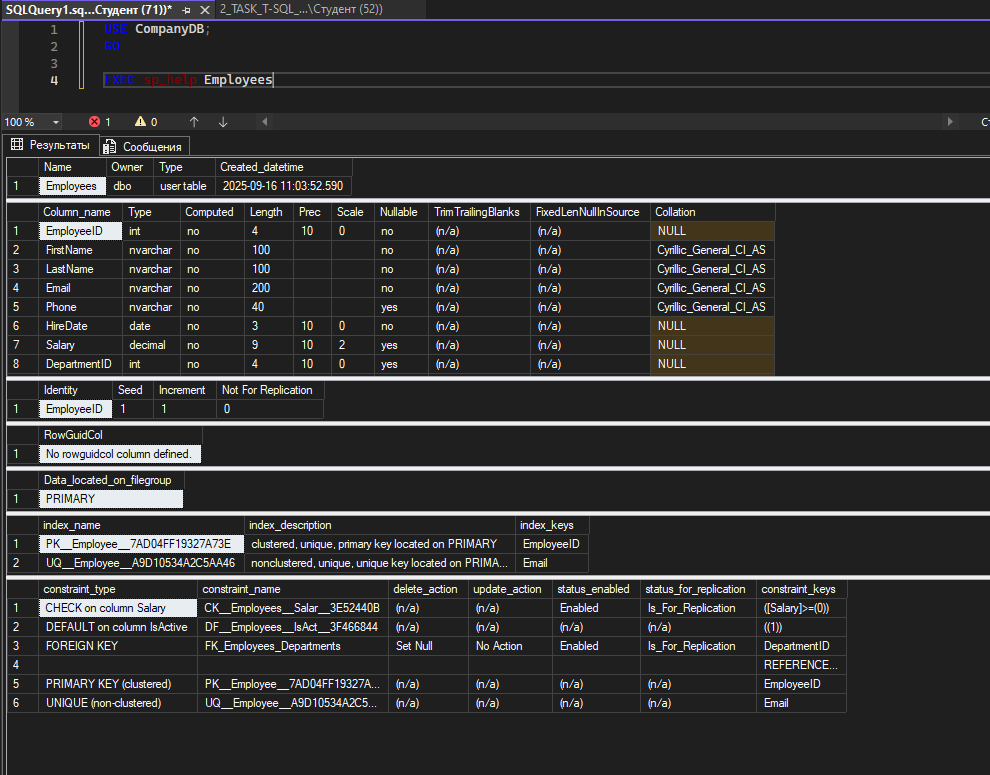 SQLQuery1.sq...Студент (71))* 2_TASK_T-SQL_...\Студент (52))
1 USE CompanyDB;
2 GO
3
4 EXEC sp_help Employees
100 % 1 0
Результаты Сообщения
Name Owner Type Created_datetime
1 Employees dbo user table 2025-09-16 11:03:52.590
Column_name Type Computed Length Prec Scale Nullable TrimTrailingBlanks FixedLenNullInSource Collation
1 EmployeeID int no 4 10 0 no (n/a) (n/a) NULL
2 FirstName nvarchar no 100 no (n/a) (n/a) Cyrillic_General_CI_AS
3 LastName nvarchar no 100 no (n/a) (n/a) Cyrillic_General_CI_AS
4 Email nvarchar no 200 no (n/a) (n/a) Cyrillic_General_CI_AS
5 Phone nvarchar no 40 yes (n/a) (n/a) Cyrillic_General_CI_AS
6 HireDate date no 3 10 0 no (n/a) (n/a) NULL
7 Salary decimal no 9 10 2 yes (n/a) (n/a) NULL
8 DepartmentID int no 4 10 0 yes (n/a) (n/a) NULL
Identity Seed Increment Not For Replication
1 EmployeeID 1 1 0
RowGuidCol
1 No rowguidcol column defined.
Data_located_on_filegroup
1 PRIMARY
index_name index_description index_keys
1 PK__Employee__7AD04FF19327A73E clustered, unique, primary key located on PRIMARY EmployeeID
2 UQ__Employee__A9D10534A2C5AA46 nonclustered, unique, unique key located on PRIMA... Email
constraint_type constraint_name delete_action update_action status_enabled status_for_replication constraint_keys
1 CHECK on column Salary CK__Employees__Salar__3E52440B (n/a) (n/a) Enabled Is_For_Replication ([Salary]>=(0))
2 DEFAULT on column IsActive DF__Employees__IsAct__3F466844 (n/a) (n/a) (n/a) (n/a) ((1))
3 FOREIGN KEY FK_Employees_Departments Set Null No Action Enabled Is_For_Replication DepartmentID
4 REFERENCE...
5 PRIMARY KEY (clustered) PK__Employee__7AD04FF19327A... (n/a) (n/a) (n/a) (n/a) EmployeeID
6 UNIQUE (non-clustered) UQ__Employee__A9D10534A2C5... (n/a) (n/a) (n/a) (n/a) Email